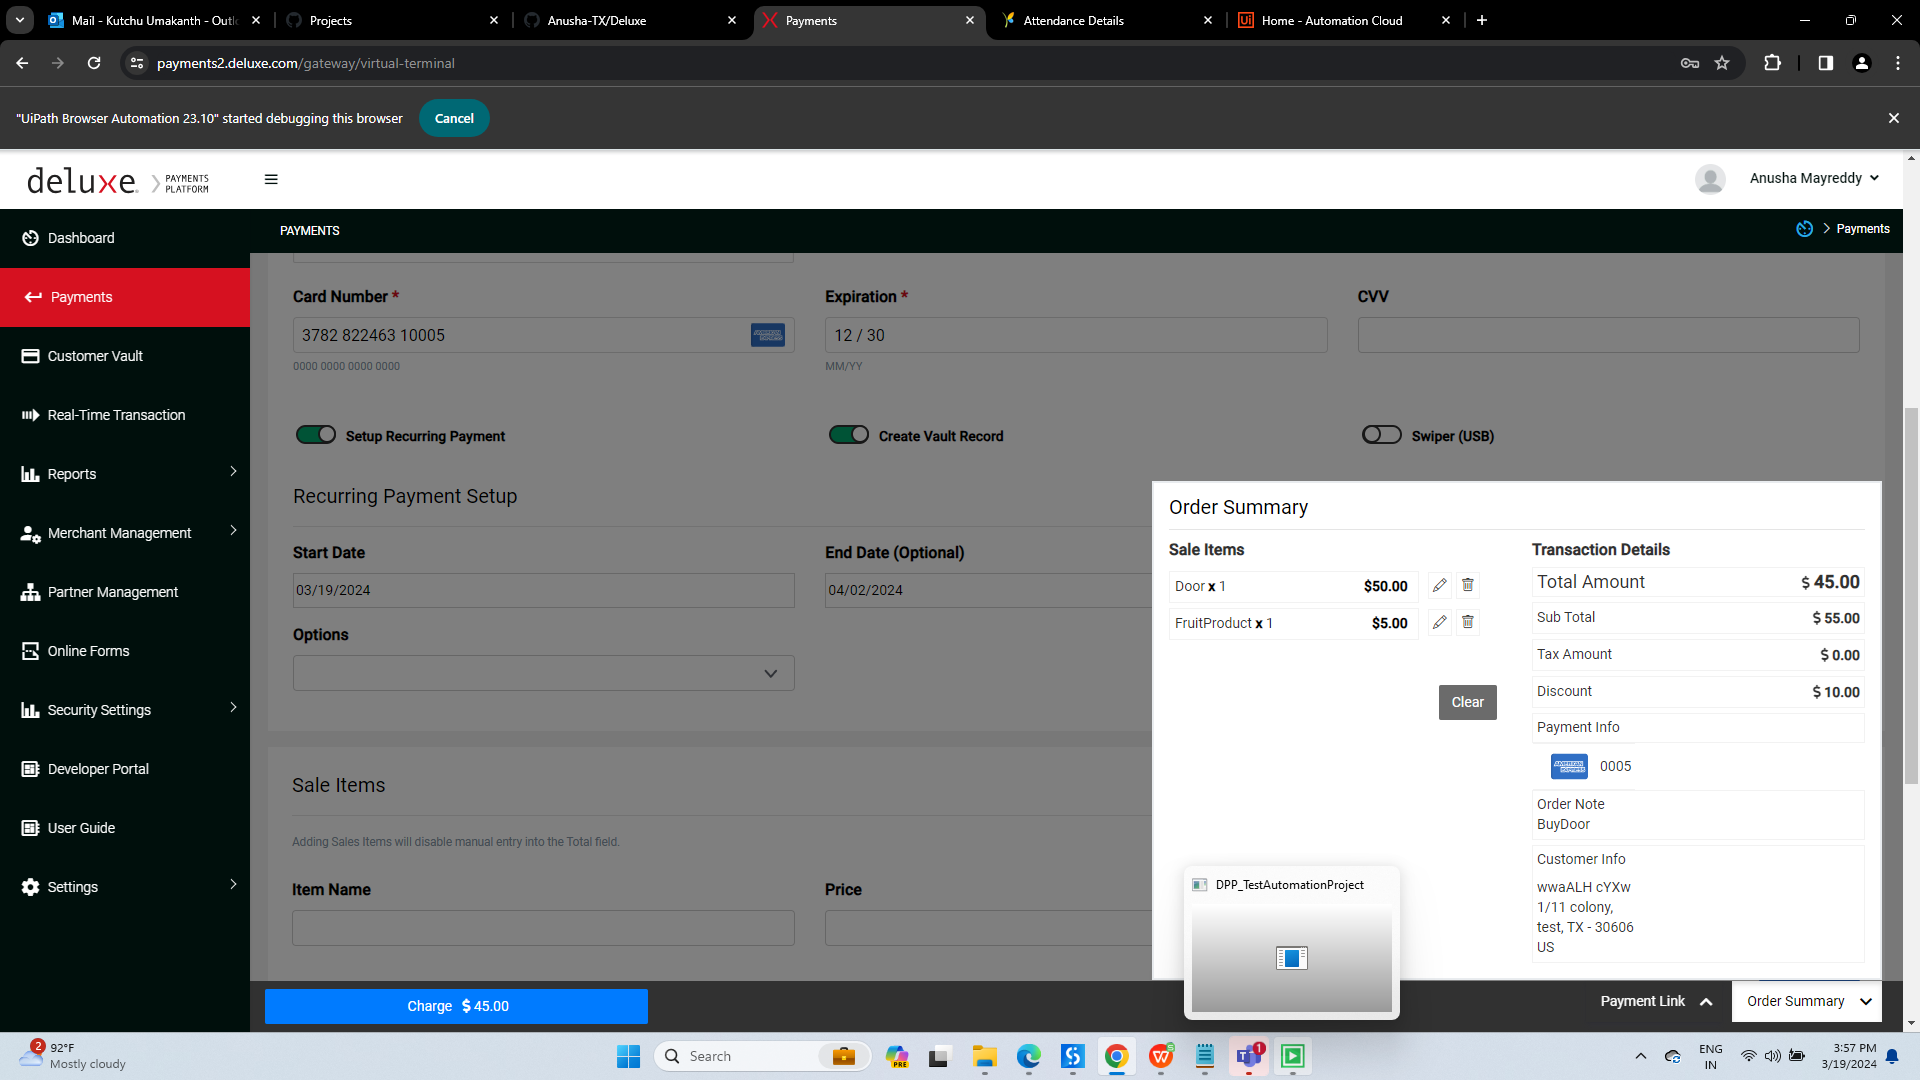 Mail - Kutchu Umakanth - Outlo
Projects
Anusha-TX/Deluxe
Payments
Attendance Details
Home - Automation Cloud
payments2.deluxe.com/gateway/virtual-terminal
"UiPath Browser Automation 23.10" started debugging this browser
Cancel
deluxe. PAYMENTS PLATFORM
Anusha Mayreddy
Dashboard
PAYMENTS
Payments
Payments
Customer Vault
Real-Time Transaction
Reports
Merchant Management
Partner Management
Online Forms
Security Settings
Developer Portal
User Guide
Settings
Card Number *
Expiration *
CVV
3782 822463 10005
AMERICAN EXPRESS
12 / 30
0000 0000 0000 0000
MM/YY
Setup Recurring Payment
Create Vault Record
Swiper (USB)
Recurring Payment Setup
Start Date
End Date (Optional)
03/19/2024
04/02/2024
Options
Sale Items
Adding Sales Items will disable manual entry into the Total field.
Item Name
Price
Order Summary
Sale Items
Door x 1 $50.00
FruitProduct x 1 $5.00
Clear
Transaction Details
Total Amount $ 45.00
Sub Total $ 55.00
Tax Amount $ 0.00
Discount $ 10.00
Payment Info
AMERICAN EXPRESS 0005
Order Note
BuyDoor
Customer Info
wwaALH cYXw
1/11 colony,
test, TX - 30606
US
DPP_TestAutomationProject
Charge $ 45.00
Payment Link
Order Summary
2
92°F
Mostly cloudy
Search
PRE
1
ENG
IN
3:57 PM
3/19/2024